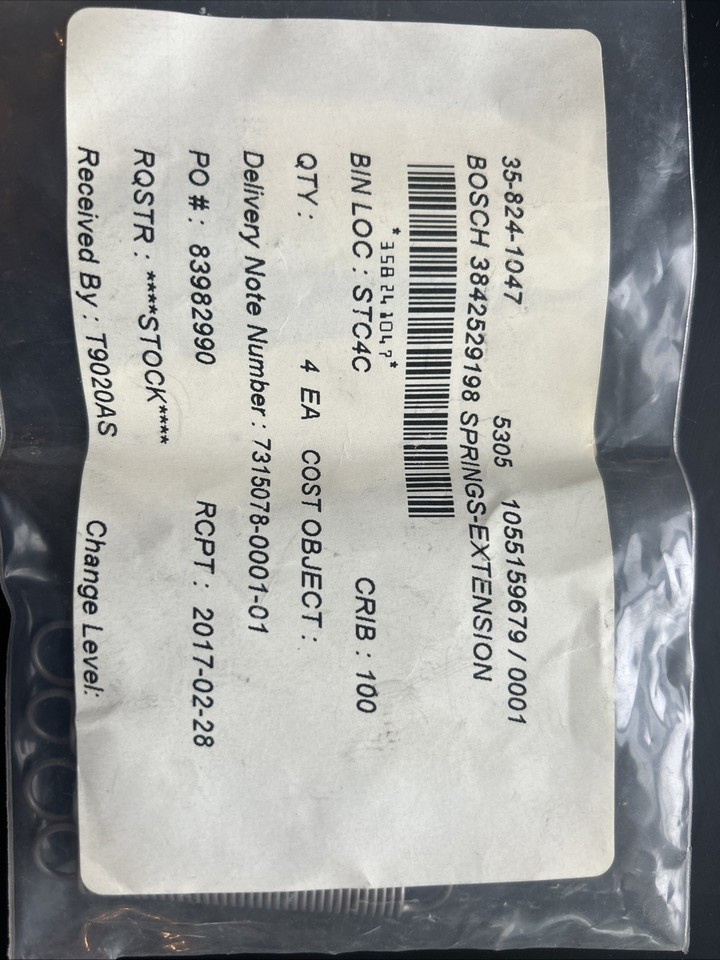 35-824-1047 5305 1055159679 / 0001
BOSCH 3842529198 SPRINGS-EXTENSION
*358241047*
BIN LOC : STC4C CRIB : 100
QTY : 4 EA COST OBJECT :
Delivery Note Number : 7315078-0001-01
PO # : 83982990 RCPT : 2017-02-28
RQSTR : ****STOCK****
Received By : T9020AS Change Level: